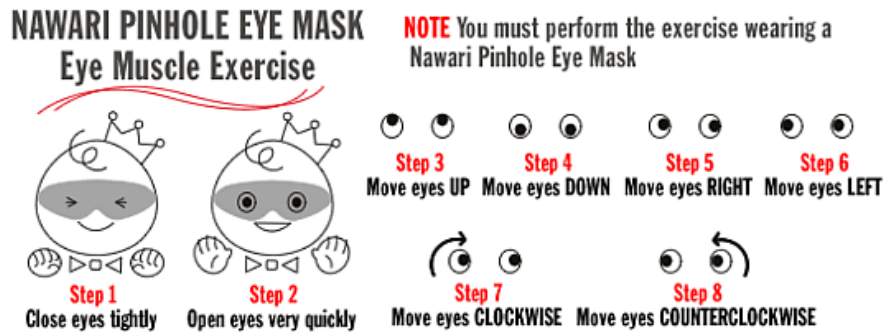 NAWARI PINHOLE EYE MASK
Eye Muscle Exercise
NOTE You must perform the exercise wearing a
Nawari Pinhole Eye Mask
Step 1
Close eyes tightly
Step 2
Open eyes very quickly
Step 3
Move eyes UP
Step 4
Move eyes DOWN
Step 5
Move eyes RIGHT
Step 6
Move eyes LEFT
Step 7
Move eyes CLOCKWISE
Step 8
Move eyes COUNTERCLOCKWISE